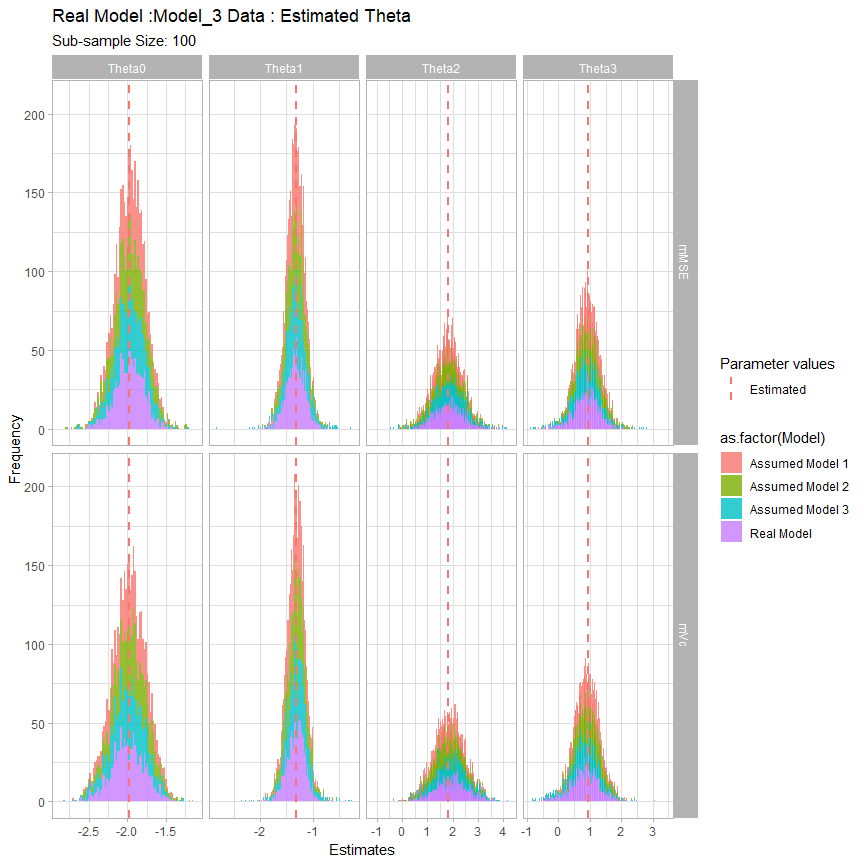 Real Model :Model_3 Data : Estimated Theta
Sub-sample Size: 100
Theta0 Theta1 Theta2 Theta3
200
150
100
50
0
mMSE
200
150
100
50
0
mVc
Frequency
-2.5 -2.0 -1.5 -2 -1 -1 0 1 2 3 4 -1 0 1 2 3
Estimates
Parameter values
Estimated
as.factor(Model)
Assumed Model 1
Assumed Model 2
Assumed Model 3
Real Model